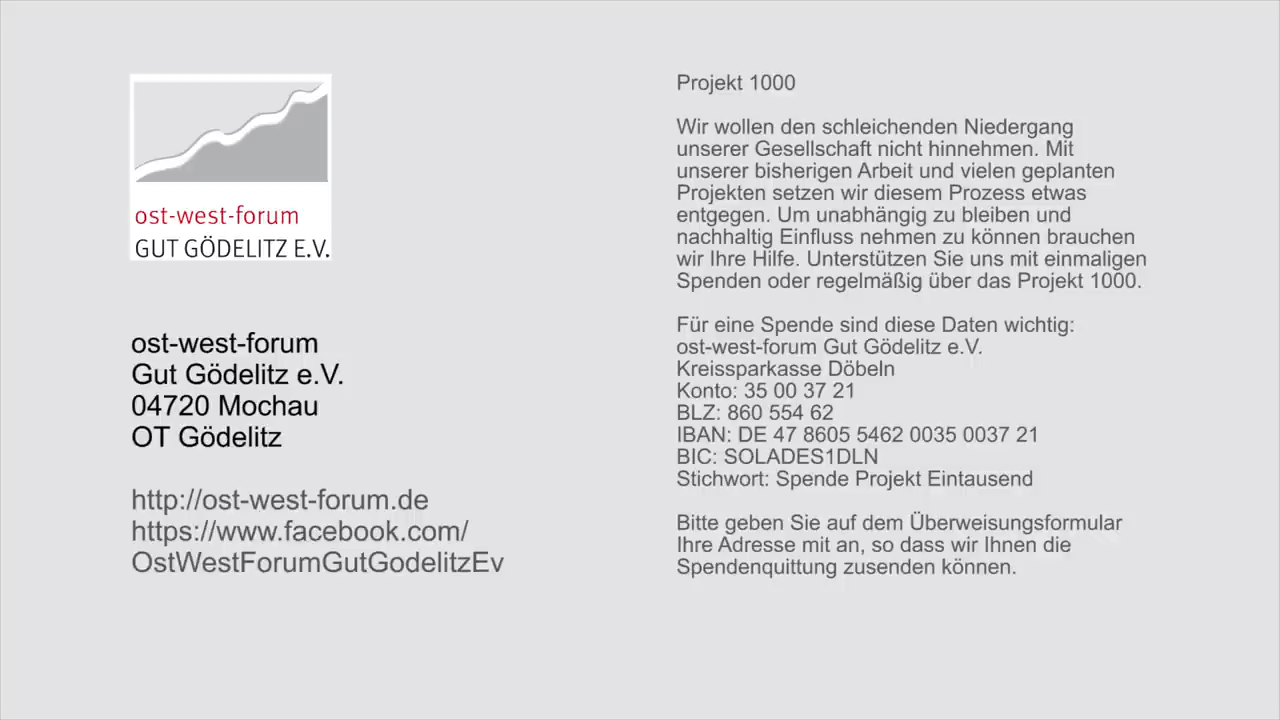 ost-west-forum
GUT GÖDELITZ E.V.
ost-west-forum
Gut Gödelitz e.V.
04720 Mochau
OT Gödelitz
http://ost-west-forum.de
https://www.facebook.com/
OstWestForumGutGodelitzEv
Projekt 1000
Wir wollen den schleichenden Niedergang
unserer Gesellschaft nicht hinnehmen. Mit
unserer bisherigen Arbeit und vielen geplanten
Projekten setzen wir diesem Prozess etwas
entgegen. Um unabhängig zu bleiben und
nachhaltig Einfluss nehmen zu können brauchen
wir Ihre Hilfe. Unterstützen Sie uns mit einmaligen
Spenden oder regelmäßig über das Projekt 1000.
Für eine Spende sind diese Daten wichtig:
ost-west-forum Gut Gödelitz e.V.
Kreissparkasse Döbeln
Konto: 35 00 37 21
BLZ: 860 554 62
IBAN: DE 47 8605 5462 0035 0037 21
BIC: SOLADES1DLN
Stichwort: Spende Projekt Eintausend
Bitte geben Sie auf dem Überweisungsformular
Ihre Adresse mit an, so dass wir Ihnen die
Spendenquittung zusenden können.